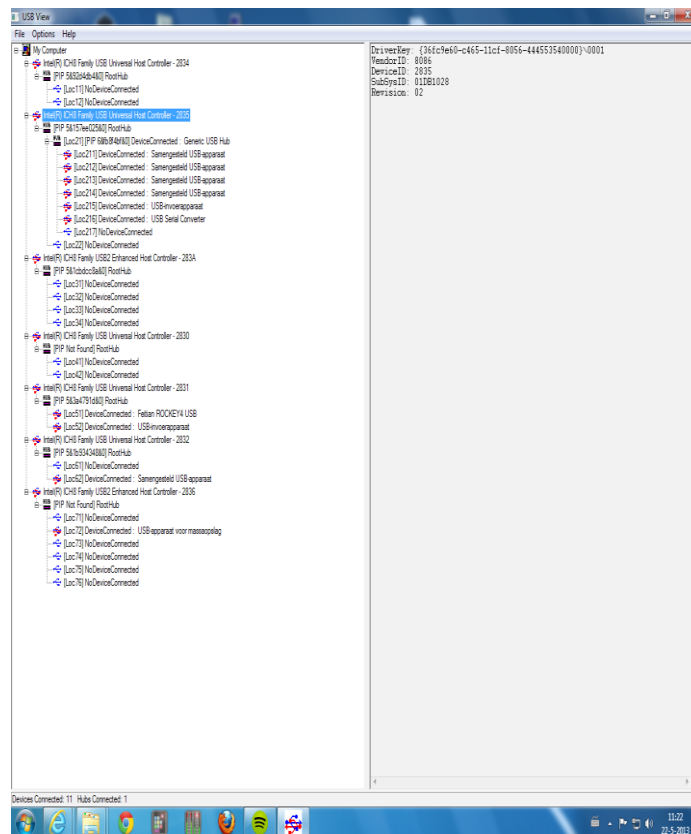 USB View
File Options Help
My Computer
Intel(R) ICH8 Family USB Universal Host Controller - 2834
[PIP 5&92d4db4&0] RootHub
[Loc11] NoDeviceConnected
[Loc12] NoDeviceConnected
Intel(R) ICH8 Family USB Universal Host Controller - 2835
[PIP 5&157ee025&0] RootHub
[Loc21] [PIP 6&fb8f4bf&0] DeviceConnected : Generic USB Hub
[Loc211] DeviceConnected : Samengesteld USB-apparaat
[Loc212] DeviceConnected : Samengesteld USB-apparaat
[Loc213] DeviceConnected : Samengesteld USB-apparaat
[Loc214] DeviceConnected : Samengesteld USB-apparaat
[Loc215] DeviceConnected : USB-invoerapparaat
[Loc216] DeviceConnected : USB Serial Converter
[Loc217] NoDeviceConnected
[Loc22] NoDeviceConnected
Intel(R) ICH8 Family USB2 Enhanced Host Controller - 283A
[PIP 5&1cbdcc8a&0] RootHub
[Loc31] NoDeviceConnected
[Loc32] NoDeviceConnected
[Loc33] NoDeviceConnected
[Loc34] NoDeviceConnected
Intel(R) ICH8 Family USB Universal Host Controller - 2830
[PIP Not Found] RootHub
[Loc41] NoDeviceConnected
[Loc42] NoDeviceConnected
Intel(R) ICH8 Family USB Universal Host Controller - 2831
[PIP 5&3a4791d&0] RootHub
[Loc51] DeviceConnected : Feitian ROCKEY4 USB
[Loc52] DeviceConnected : USB-invoerapparaat
Intel(R) ICH8 Family USB Universal Host Controller - 2832
[PIP 5&1b934348&0] RootHub
[Loc61] NoDeviceConnected
[Loc62] DeviceConnected : Samengesteld USB-apparaat
Intel(R) ICH8 Family USB2 Enhanced Host Controller - 2836
[PIP Not Found] RootHub
[Loc71] NoDeviceConnected
[Loc72] DeviceConnected : USB-apparaat voor massaopslag
[Loc73] NoDeviceConnected
[Loc74] NoDeviceConnected
[Loc75] NoDeviceConnected
[Loc76] NoDeviceConnected
DriverKey: {36fc9e60-c465-11cf-8056-444553540000}\0001
VendorID: 8086
DeviceID: 2835
SubSysID: 01DB1028
Revision: 02
Devices Connected: 11 Hubs Connected: 1
11:22
22-5-2013